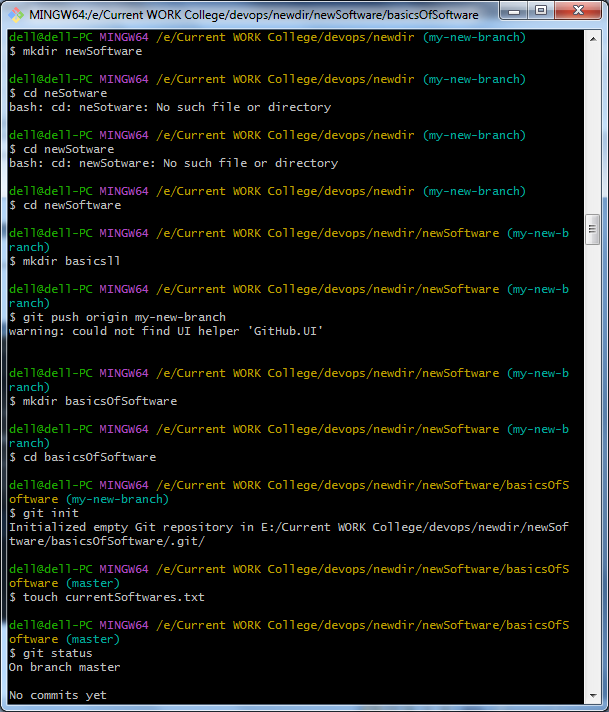 MINGW64:/e/Current WORK College/devops/newdir/newSoftware/basicsOfSoftware
dell@dell-PC MINGW64 /e/Current WORK College/devops/newdir (my-new-branch)
$ mkdir newSoftware
dell@dell-PC MINGW64 /e/Current WORK College/devops/newdir (my-new-branch)
$ cd neSotware
bash: cd: neSotware: No such file or directory
dell@dell-PC MINGW64 /e/Current WORK College/devops/newdir (my-new-branch)
$ cd newSotware
bash: cd: newSotware: No such file or directory
dell@dell-PC MINGW64 /e/Current WORK College/devops/newdir (my-new-branch)
$ cd newSoftware
dell@dell-PC MINGW64 /e/Current WORK College/devops/newdir/newSoftware (my-new-b
ranch)
$ mkdir basicsll
dell@dell-PC MINGW64 /e/Current WORK College/devops/newdir/newSoftware (my-new-b
ranch)
$ git push origin my-new-branch
warning: could not find UI helper 'GitHub.UI'
dell@dell-PC MINGW64 /e/Current WORK College/devops/newdir/newSoftware (my-new-b
ranch)
$ mkdir basicsOfSoftware
dell@dell-PC MINGW64 /e/Current WORK College/devops/newdir/newSoftware (my-new-b
ranch)
$ cd basicsOfSoftware
dell@dell-PC MINGW64 /e/Current WORK College/devops/newdir/newSoftware/basicsOfS
oftware (my-new-branch)
$ git init
Initialized empty Git repository in E:/Current WORK College/devops/newdir/newSof
tware/basicsOfSoftware/.git/
dell@dell-PC MINGW64 /e/Current WORK College/devops/newdir/newSoftware/basicsOfS
oftware (master)
$ touch currentSoftwares.txt
dell@dell-PC MINGW64 /e/Current WORK College/devops/newdir/newSoftware/basicsOfS
oftware (master)
$ git status
On branch master
No commits yet